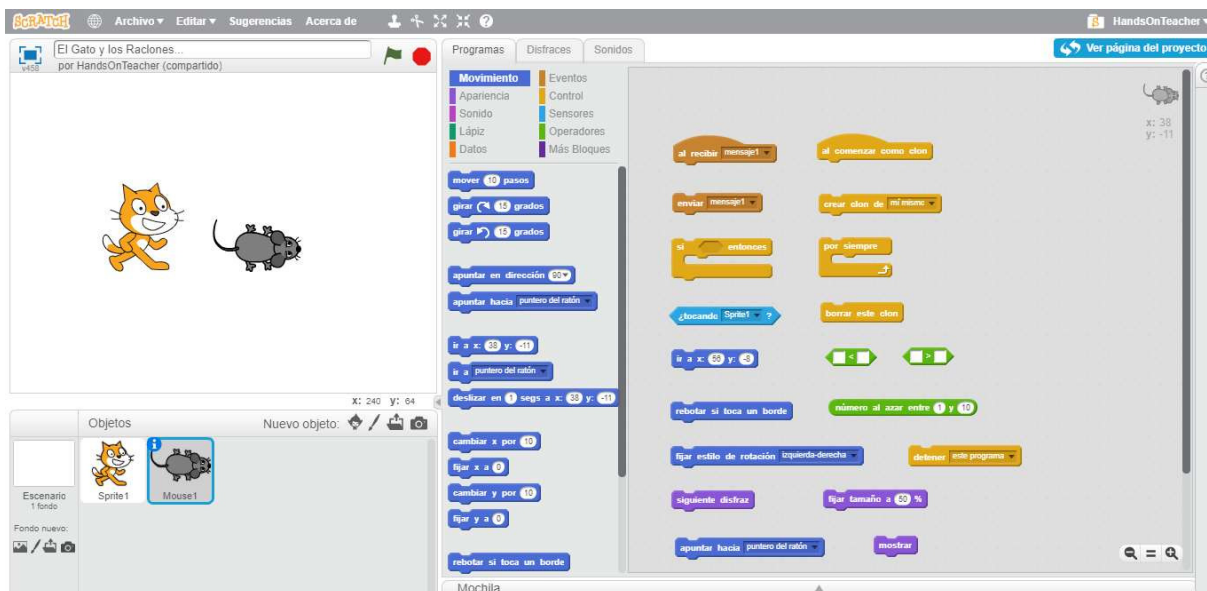 SCRATCH Archivo▼ Editar▼ Sugerencias Acerca de HandsOnTeacher▼
El Gato y los Raclones...
v458 por HandsOnTeacher (compartido)
Programas Disfraces Sonidos
Ver página del proyecto
Movimiento Eventos
Apariencia Control
Sonido Sensores
Lápiz Operadores
Datos Más Bloques
mover 10 pasos
girar 15 grados
girar 15 grados
apuntar en dirección 90▼
apuntar hacia puntero del ratón
ir a x: 38 y: -11
ir a puntero del ratón
deslizar en 1 segs a x: 38 y: -11
cambiar x por 10
fijar x a 0
cambiar y por 10
fijar y a 0
rebotar si toca un borde
x: 38
y: -11
al recibir mensaje1 al comenzar como clon
enviar mensaje1 crear clon de mí mismo
si entonces por siempre
¿tocando Sprite1 ? borrar este clon
ir a x: 56 y: -8 < >
rebotar si toca un borde número al azar entre 1 y 10
fijar estilo de rotación izquierda-derecha detener este programa
siguiente disfraz fijar tamaño a 50 %
apuntar hacia puntero del ratón mostrar
x: 240 y: 64
Objetos Nuevo objeto:
Escenario
1 fondo
Sprite1 Mouse1
Fondo nuevo:
Mochila